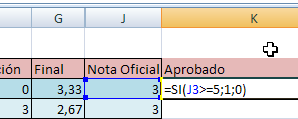 G J K
ción Final Nota Oficial Aprobado
0 3,33 3 =SI(J3>=5;1;0)
3 2,67 3